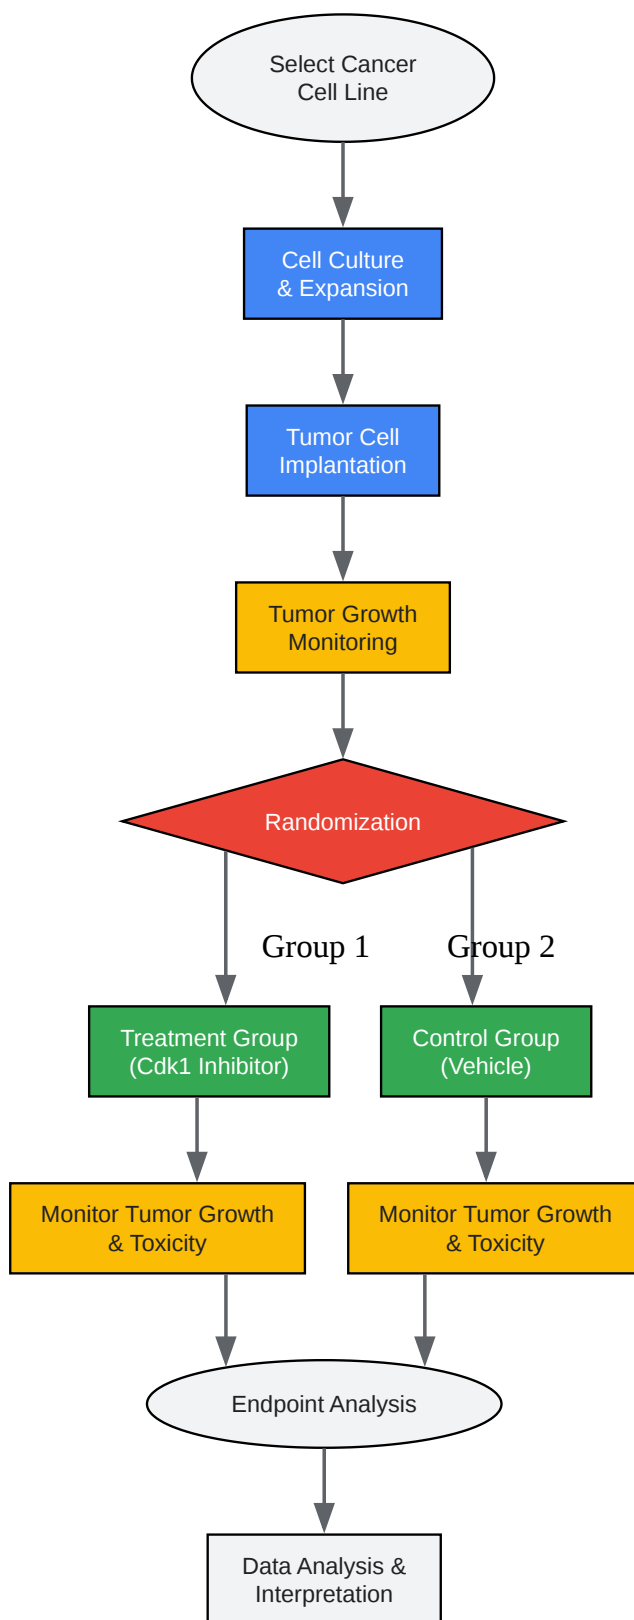 Select Cancer
Cell Line
Cell Culture
& Expansion
Tumor Cell
Implantation
Tumor Growth
Monitoring
Randomization
Group 1
Group 2
Treatment Group
(Cdk1 Inhibitor)
Control Group
(Vehicle)
Monitor Tumor Growth
& Toxicity
Monitor Tumor Growth
& Toxicity
Endpoint Analysis
Data Analysis &
Interpretation